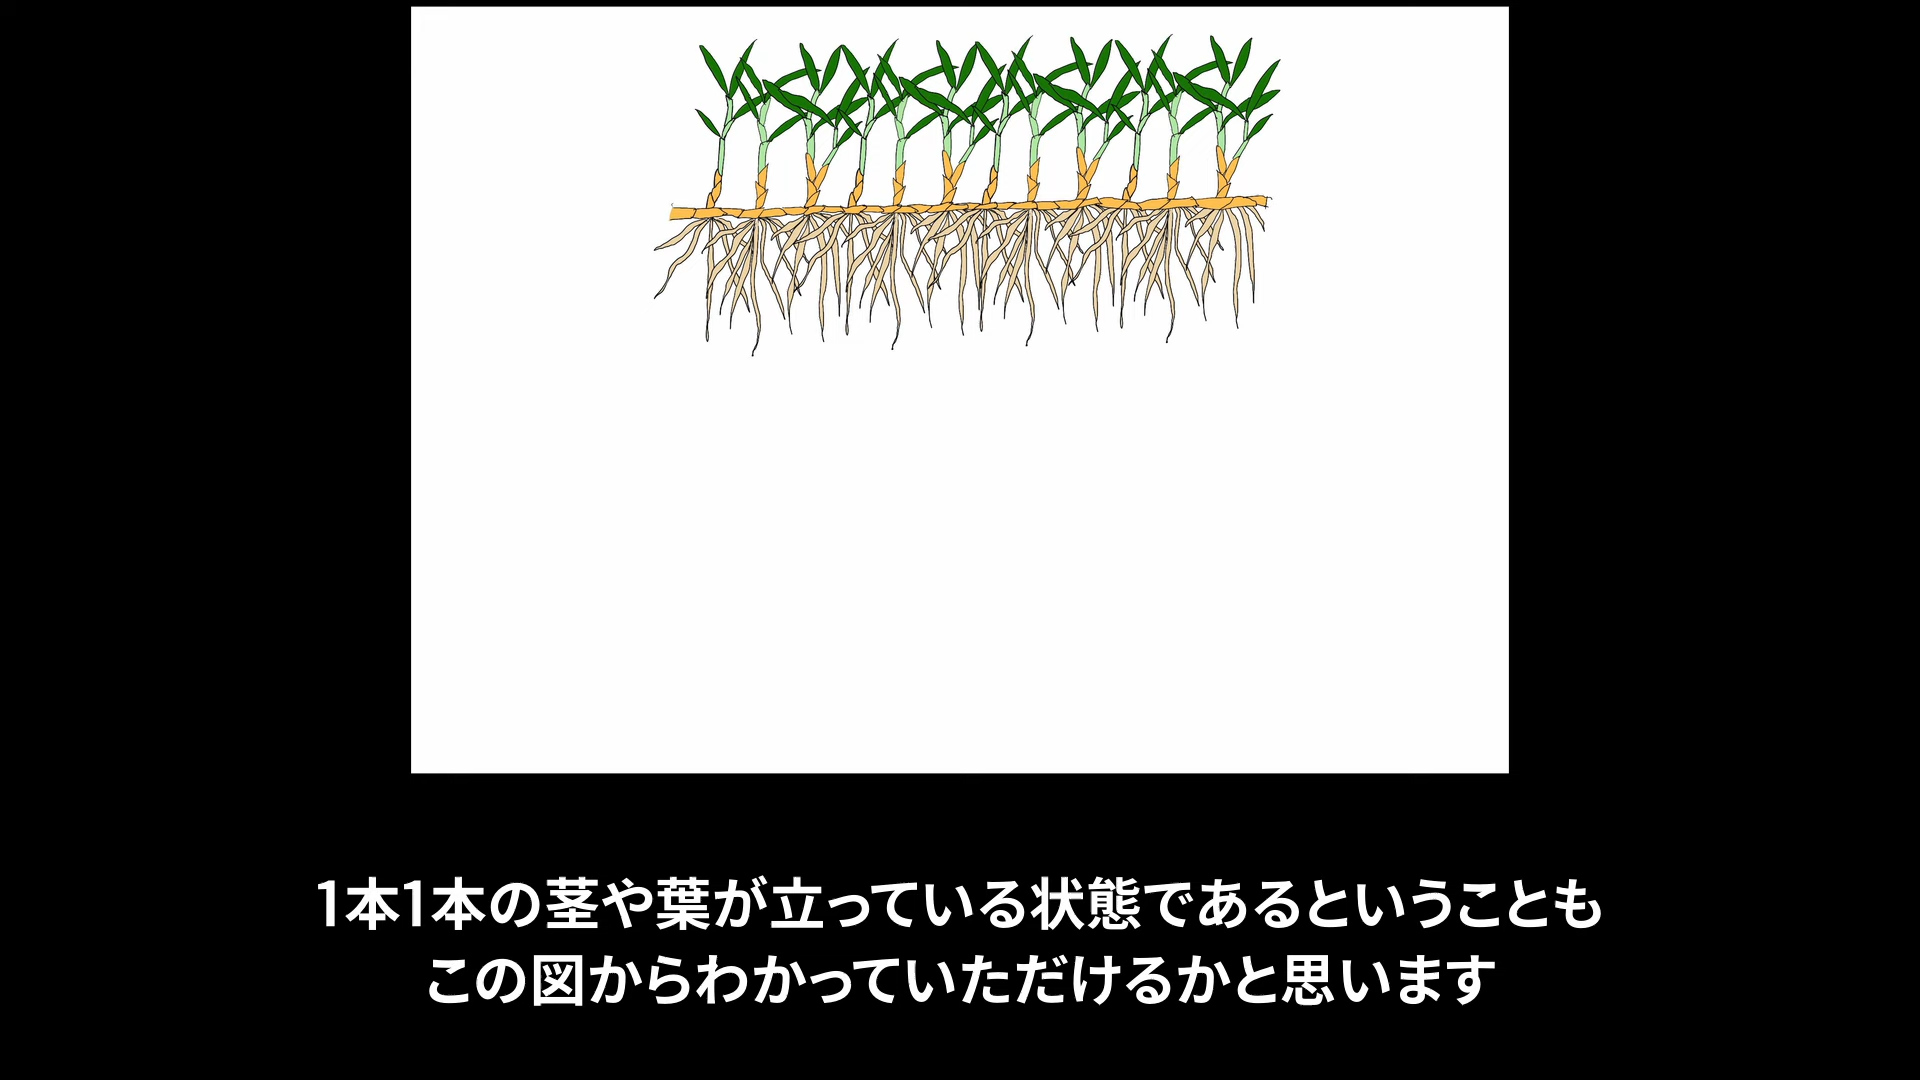 1本1本の茎や葉が立っている状態であるということも
この図からわかっていただけるかと思います